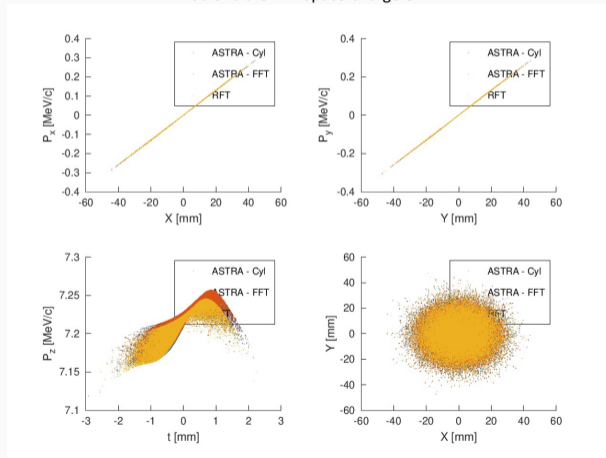 0.4
0.3
0.2
0.1
0
-0.1
-0.2
-0.3
-0.4
-60 -40 -20 0 20 40 60
P_x [MeV/c]
X [mm]
ASTRA - Cyl
ASTRA - FFT
RFT
0.4
0.2
0
-0.2
-0.4
-60 -40 -20 0 20 40 60
P_y [MeV/c]
Y [mm]
ASTRA - Cyl
ASTRA - FFT
RFT
7.3
7.25
7.2
7.15
7.1
-3 -2 -1 0 1 2 3
P_z [MeV/c]
t [mm]
ASTRA - Cyl
ASTRA - FFT
60
40
20
0
-20
-40
-60
-60 -40 -20 0 20 40 60
Y [mm]
X [mm]
ASTRA - Cyl
ASTRA - FFT